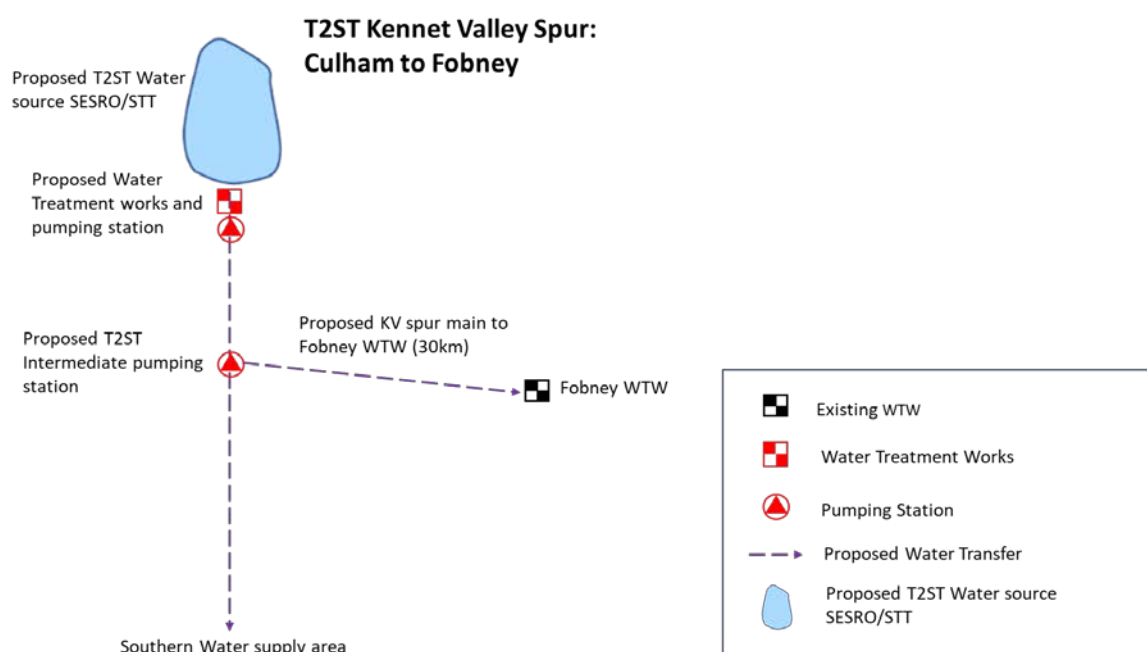 T2ST Kennet Valley Spur:
Culham to Fobney
Proposed T2ST Water
source SESRO/STT
Proposed Water
Treatment works and
pumping station
Proposed T2ST
Intermediate pumping
station
Proposed KV spur main to
Fobney WTW (30km)
Fobney WTW
Southern Water supply area
Existing WTW
Water Treatment Works
Pumping Station
Proposed Water Transfer
Proposed T2ST Water source
SESRO/STT